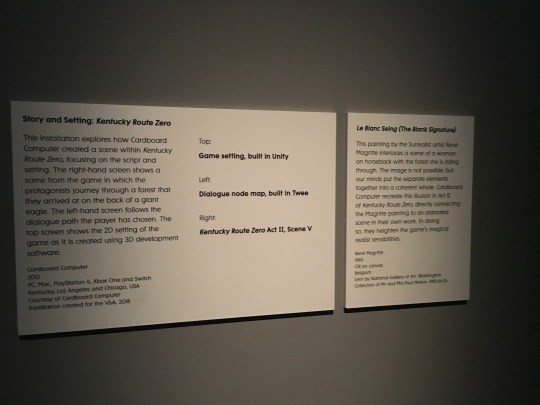 Story and Setting: Kentucky Route Zero
This installation explores how Cardboard
Computer created a scene within Kentucky
Route Zero, focusing on the script and
setting. The right-hand screen shows a
scene from the game in which the
protagonists journey through a forest that
they arrived at on the back of a giant
eagle. The left-hand screen follows the
dialogue path the player has chosen. The
top screen shows the 2D setting of the
game as it is created using 3D development
software.
Cardboard Computer
2013
PC, Mac, PlayStation 4, Xbox One and Switch
Kentucky, Los Angeles and Chicago, USA
Courtesy of Cardboard Computer
Installation created for the V&A, 2018
Top:
Game setting, built in Unity
Left:
Dialogue node map, built in Twee
Right:
Kentucky Route Zero Act II, Scene V
Le Blanc Seing (The Blank Signature)
This painting by the Surrealist artist René
Magritte interlaces a scene of a woman
on horseback with the forest she is riding
through. The image is not possible, but
our minds put the separate elements
together into a coherent whole. Cardboard
Computer recreate this illusion in Act II
of Kentucky Route Zero, directly connecting
the Magritte painting to an animated
scene in their own work. In doing
so, they heighten the game's magical
realist sensibilities.
René Magritte
1965
Oil on canvas
Belgium
Lent by National Gallery of Art, Washington
Collection of Mr and Mrs Paul Mellon,